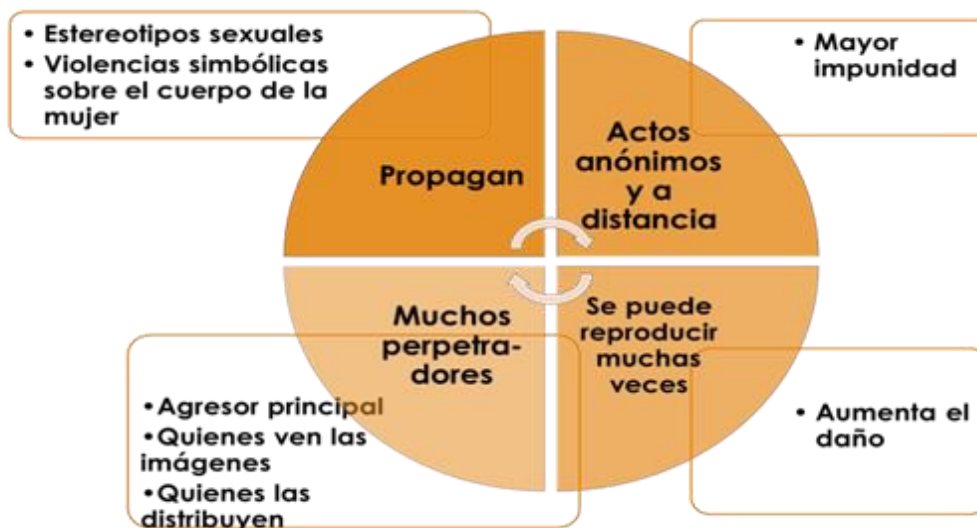 • Estereotipos sexuales
• Violencias simbólicas
sobre el cuerpo de la
mujer
Propagan
Actos
anónimos
y a
distancia
• Mayor
impunidad
Muchos
perpetra-
dores
•Agresor principal
•Quienes ven las
imágenes
•Quienes las
distribuyen
Se puede
reproducir
muchas
veces
• Aumenta el
daño